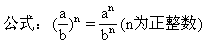 公式：(a/b)ⁿ = aⁿ/bⁿ (n为正整数)